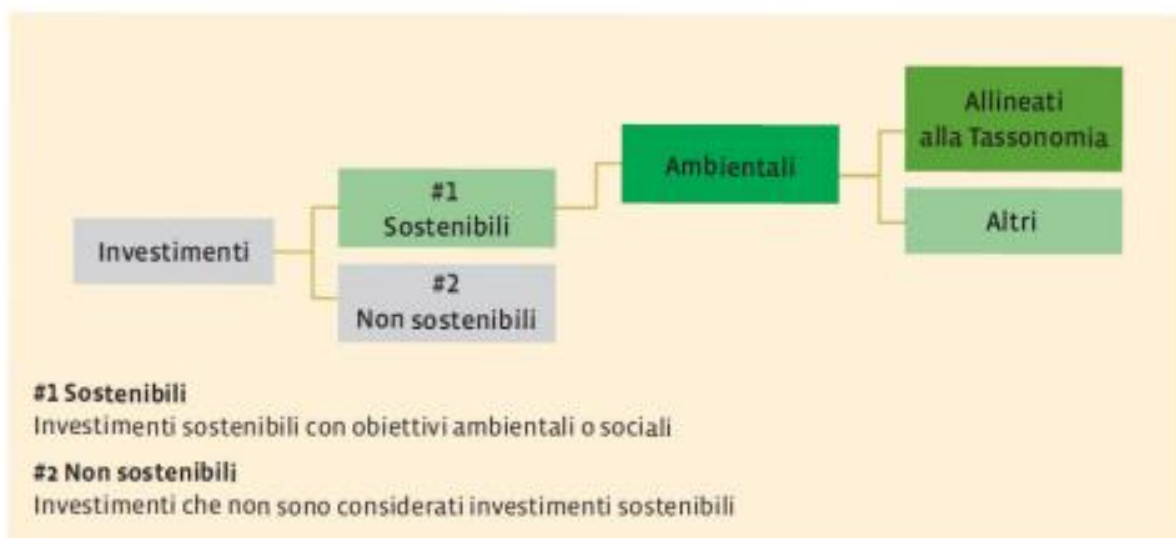 Investimenti
#1
Sostenibili
#2
Non sostenibili
Ambientali
Allineati
alla Tassonomia
Altri
#1 Sostenibili
Investimenti sostenibili con obiettivi ambientali o sociali
#2 Non sostenibili
Investimenti che non sono considerati investimenti sostenibili